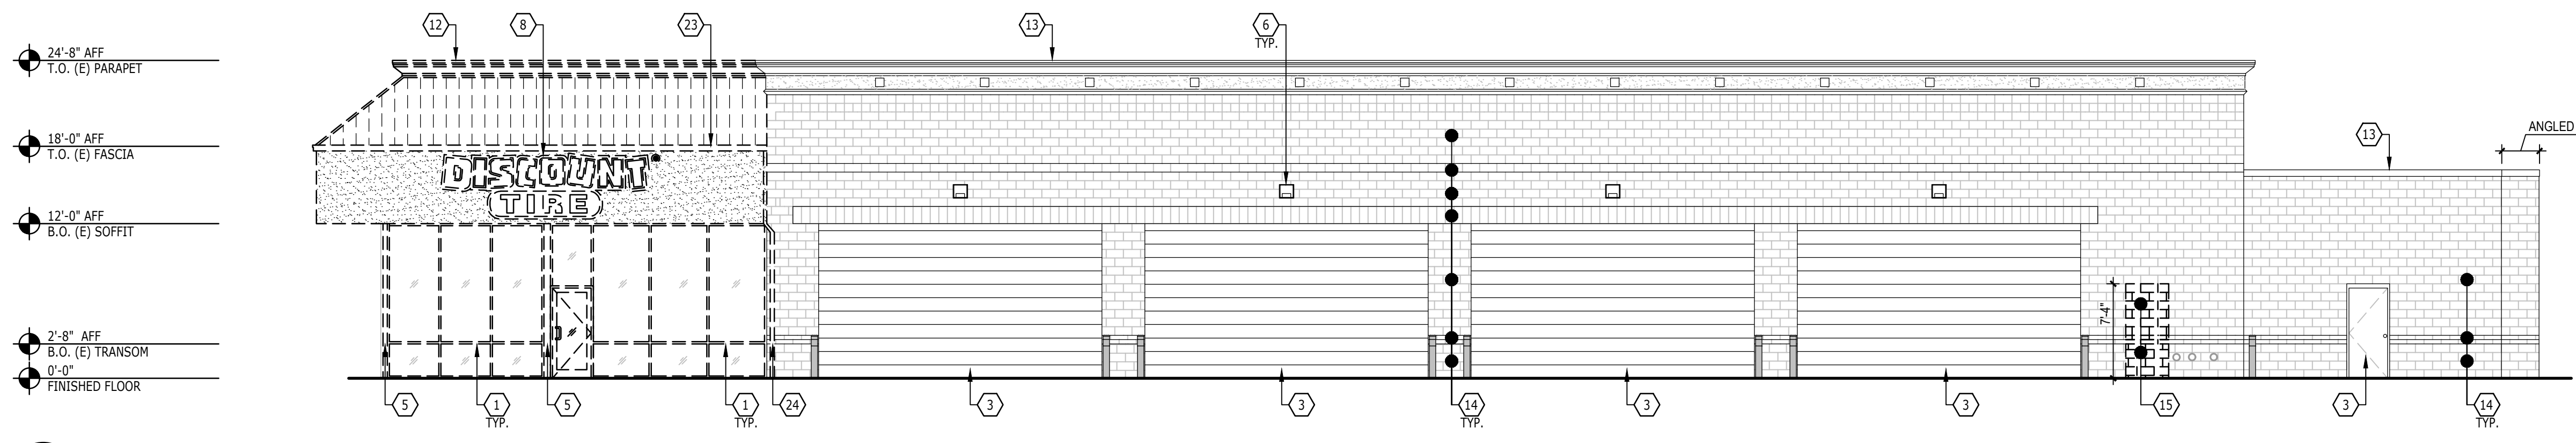 12
8
23
13
6
TYP.
24'-8" AFF
T.O. (E) PARAPET
18'-0" AFF
T.O. (E) FASCIA
13
ANGLED
DISCOUNT®
TIRE
12'-0" AFF
B.O. (E) SOFFIT
7'-4"
2'-8" AFF
B.O. (E) TRANSOM
0'-0"
FINISHED FLOOR
5
1
TYP.
5
1
TYP.
24
3
3
14
TYP.
3
3
15
3
14
TYP.